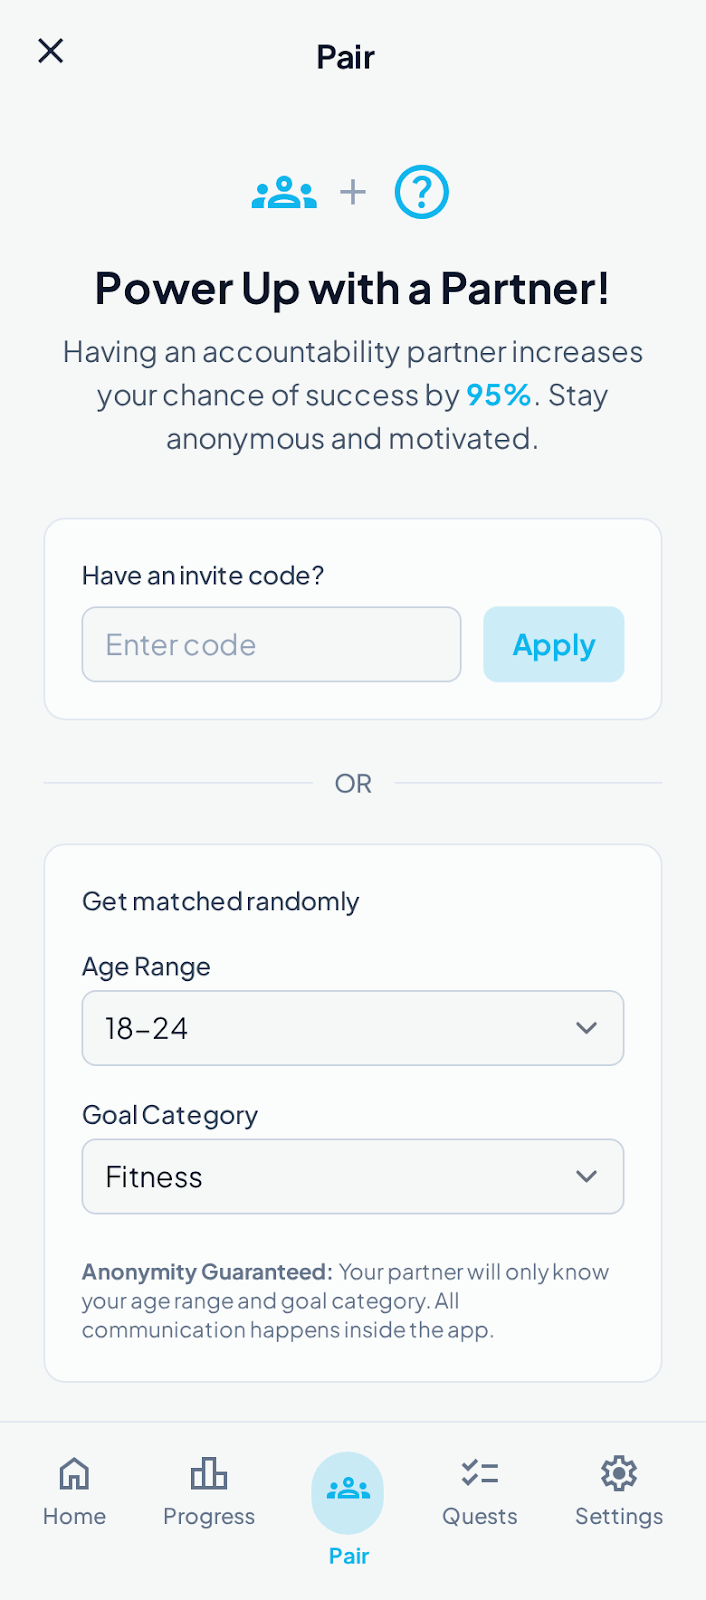 Pair
Power Up with a Partner!
Having an accountability partner increases
your chance of success by 95%. Stay
anonymous and motivated.
Have an invite code?
Enter code
Apply
OR
Get matched randomly
Age Range
18–24
Goal Category
Fitness
Anonymity Guaranteed: Your partner will only know
your age range and goal category. All
communication happens inside the app.
Home
Progress
Pair
Quests
Settings